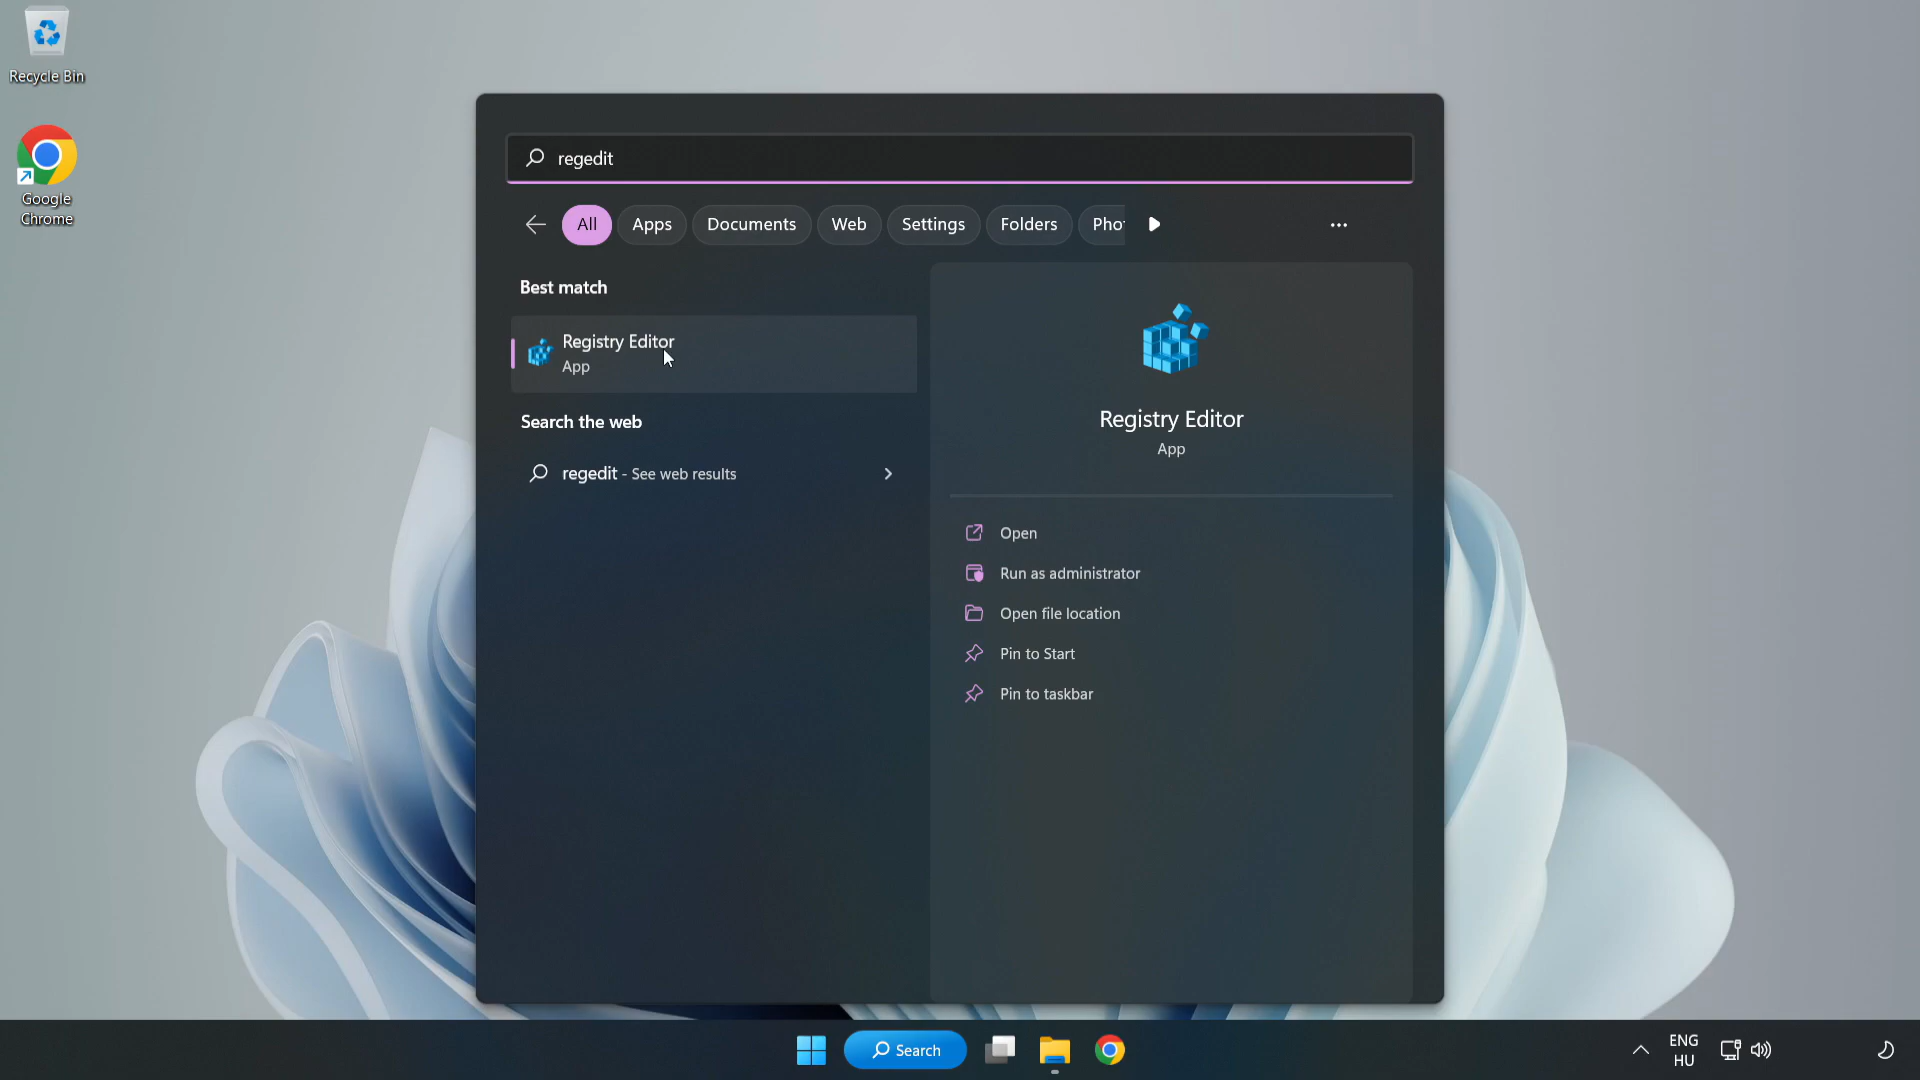 Recycle Bin
Google
Chrome
regedit
All Apps Documents Web Settings Folders Pho
Best match
Registry Editor
App
Search the web
regedit - See web results
Registry Editor
App
Open
Run as administrator
Open file location
Pin to Start
Pin to taskbar
Search
ENG
HU